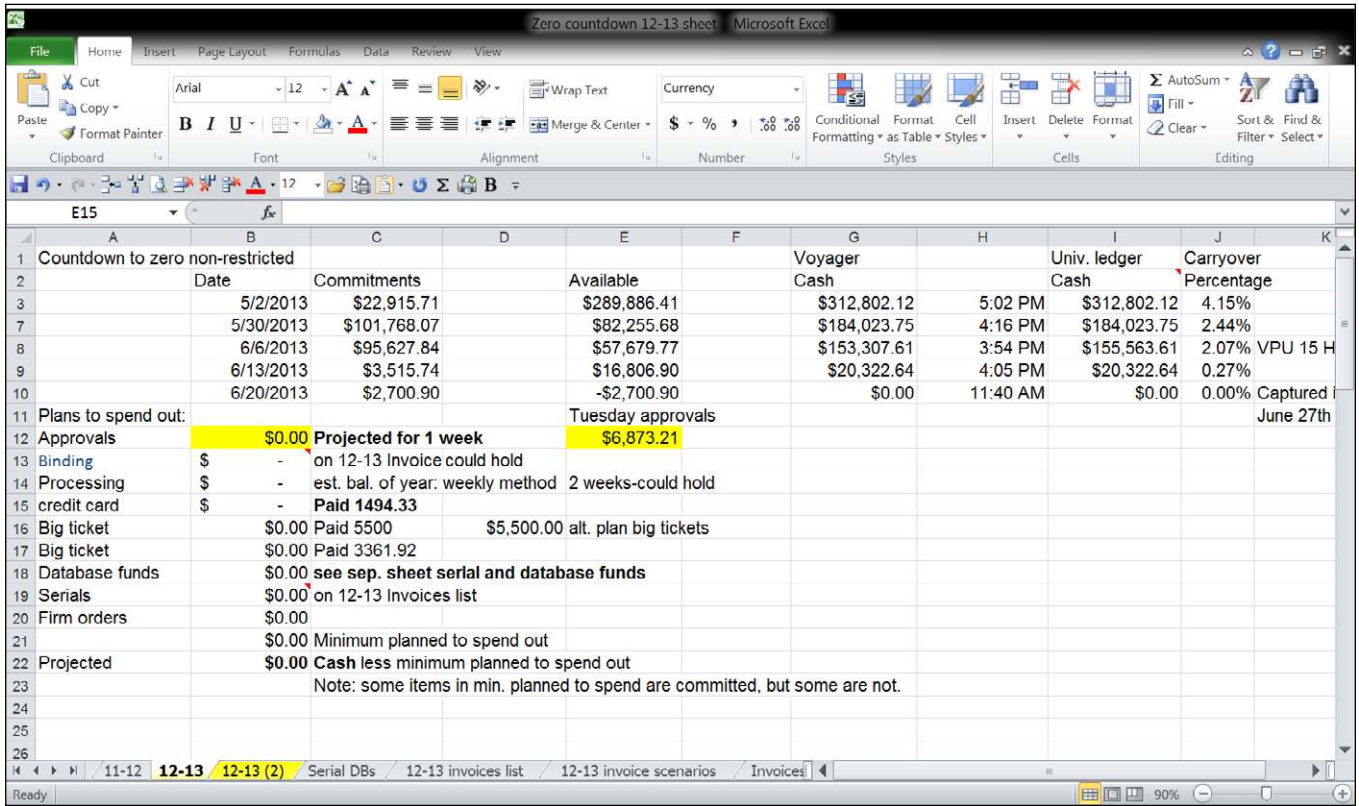 Zero countdown 12-13 sheet - Microsoft Excel
File Home Insert Page Layout Formulas Data Review View
Cut Arial 12 Wrap Text Currency AutoSum
Copy Fill
Paste Format Painter B I U Merge & Center $ % , Conditional Formatting Format as Table Cell Styles Insert Delete Format Clear Sort & Filter Find & Select
Clipboard Font Alignment Number Styles Cells Editing
A 12 Σ B
E15 fx
A B C D E F G H I J K
1 Countdown to zero non-restricted Voyager Univ. ledger Carryover
2 Date Commitments Available Cash Cash Percentage
3 5/2/2013 $22,915.71 $289,886.41 $312,802.12 5:02 PM $312,802.12 4.15%
7 5/30/2013 $101,768.07 $82,255.68 $184,023.75 4:16 PM $184,023.75 2.44%
8 6/6/2013 $95,627.84 $57,679.77 $153,307.61 3:54 PM $155,563.61 2.07% VPU 15 H
9 6/13/2013 $3,515.74 $16,806.90 $20,322.64 4:05 PM $20,322.64 0.27%
10 6/20/2013 $2,700.90 -$2,700.90 $0.00 11:40 AM $0.00 0.00% Captured i
11 Plans to spend out: Tuesday approvals June 27th
12 Approvals $0.00 Projected for 1 week $6,873.21
13 Binding $ - on 12-13 Invoice could hold
14 Processing $ - est. bal. of year: weekly method 2 weeks-could hold
15 credit card $ - Paid 1494.33
16 Big ticket $0.00 Paid 5500 $5,500.00 alt. plan big tickets
17 Big ticket $0.00 Paid 3361.92
18 Database funds $0.00 see sep. sheet serial and database funds
19 Serials $0.00 on 12-13 Invoices list
20 Firm orders $0.00
21 $0.00 Minimum planned to spend out
22 Projected $0.00 Cash less minimum planned to spend out
23 Note: some items in min. planned to spend are committed, but some are not.
24
25
26
11-12 12-13 12-13 (2) Serial DBs 12-13 invoices list 12-13 invoice scenarios Invoices
Ready 90%